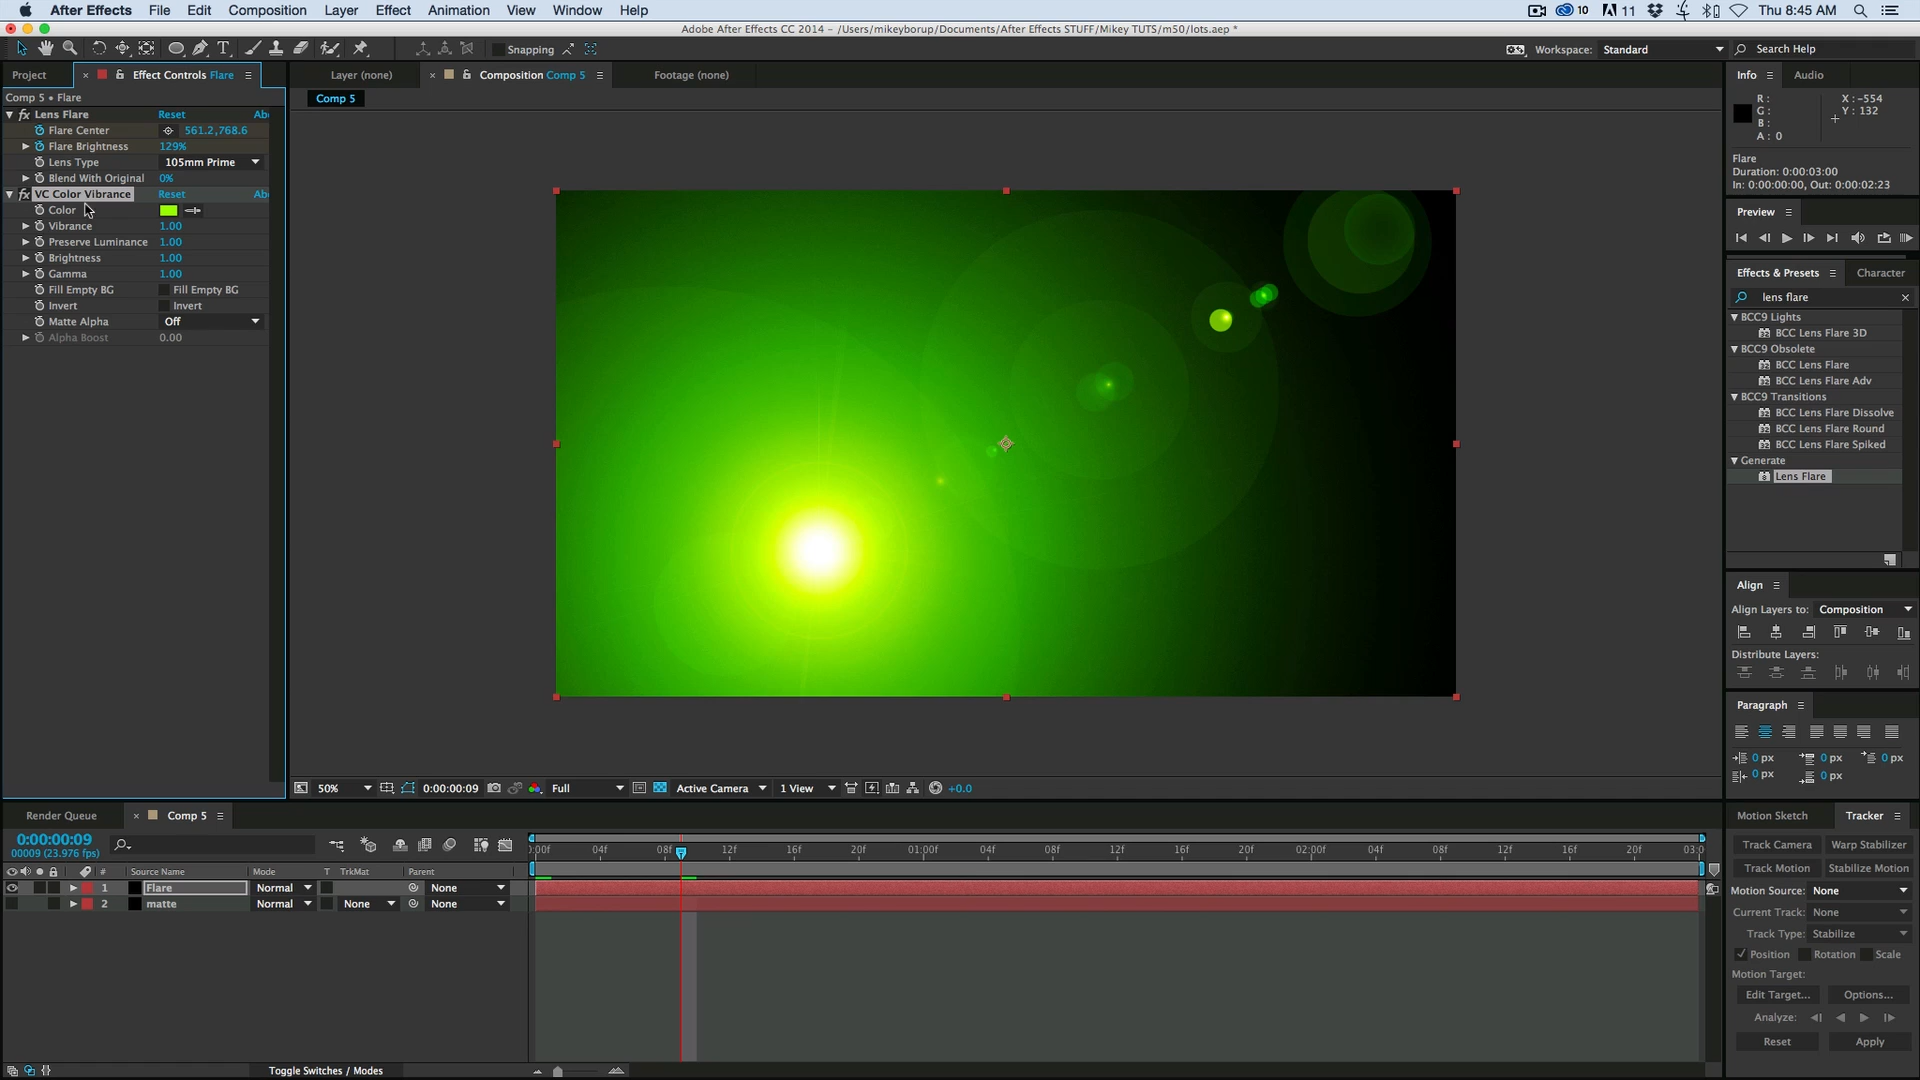 After Effects File Edit Composition Layer Effect Animation View Window Help 10 11 Thu 8:45 AM
Adobe After Effects CC 2014 - /Users/mikeyborup/Documents/After Effects STUFF/Mikey TUTS/m50/lots.aep *
Snapping Workspace: Standard Search Help
Project Effect Controls Flare Layer (none) Composition Comp 5 Footage (none) Info Audio
Comp 5 • Flare Comp 5
R: X: -554
G: Y: 132
B:
A: 0
Lens Flare Reset Abo
Flare Center 561.2,768.6
Flare Brightness 129%
Lens Type 105mm Prime
Blend With Original 0%
VC Color Vibrance Reset Abo
Color
Vibrance 1.00
Preserve Luminance 1.00
Brightness 1.00
Gamma 1.00
Fill Empty BG Fill Empty BG
Invert Invert
Matte Alpha Off
Alpha Boost 0.00
Flare
Duration: 0:00:03:00
In: 0:00:00:00, Out: 0:00:02:23
Preview
Effects & Presets Character
lens flare
BCC9 Lights
BCC Lens Flare 3D
BCC9 Obsolete
BCC Lens Flare
BCC Lens Flare Adv
BCC9 Transitions
BCC Lens Flare Dissolve
BCC Lens Flare Round
BCC Lens Flare Spiked
Generate
Lens Flare
Align
Align Layers to: Composition
Distribute Layers:
Paragraph
0 px 0 px 0 px
0 px 0 px
50% 0:00:00:09 Full Active Camera 1 View +0.0
Render Queue Comp 5
0:00:00:09
00009 (23.976 fps)
:00f 04f 08f 12f 16f 20f 01:00f 04f 08f 12f 16f 20f 02:00f 04f 08f 12f 16f 20f 03:0
# Source Name Mode T TrkMat Parent
1 Flare Normal None
2 matte Normal None None
Toggle Switches / Modes
Motion Sketch Tracker
Track Camera Warp Stabilizer
Track Motion Stabilize Motion
Motion Source: None
Current Track: None
Track Type: Stabilize
Position Rotation Scale
Motion Target:
Edit Target... Options...
Analyze:
Reset Apply